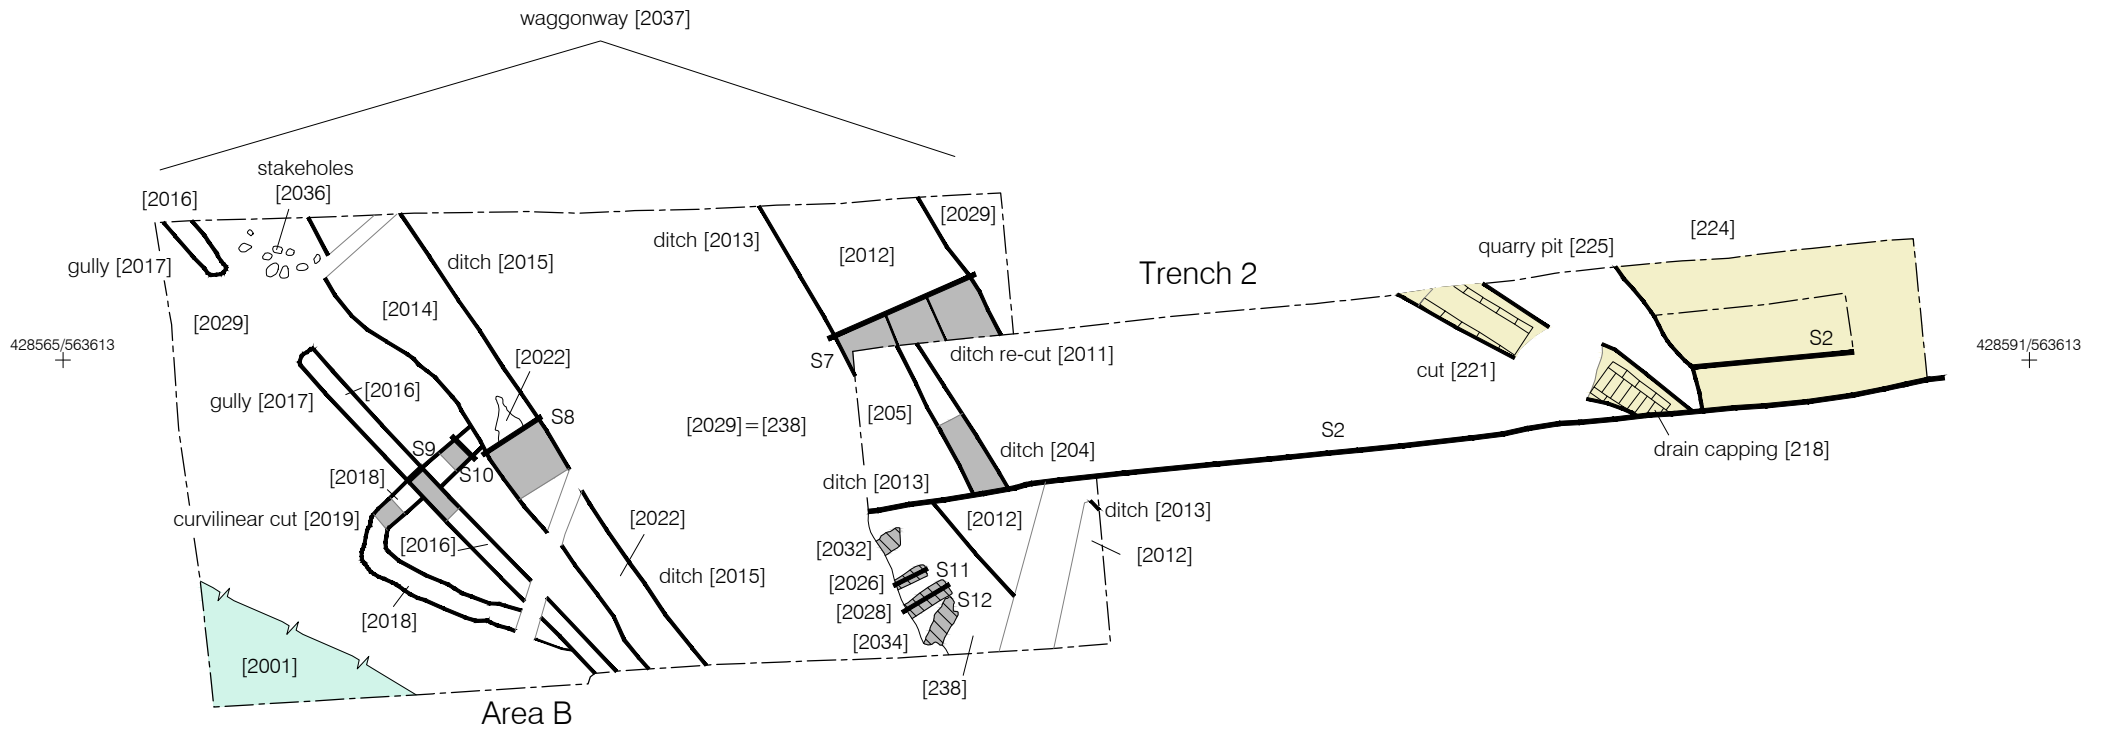 waggonway [2037]
stakeholes
[2036]
[2016]
gully [2017]
[2029]
ditch [2015]
[2014]
ditch [2013]
[2012]
[2029]
Trench 2
quarry pit [225]
[224]
428565/563613
428591/563613
S7
ditch re-cut [2011]
cut [221]
S2
[2022]
gully [2017]
[2016]
S8
[205]
[2029]=[238]
S9
S10
[2018]
ditch [204]
S2
drain capping [218]
ditch [2013]
curvilinear cut [2019]
[2016]
[2022]
[2012]
ditch [2013]
[2032]
[2012]
ditch [2015]
[2026]
S11
[2028]
S12
[2018]
[2034]
[2001]
[238]
Area B